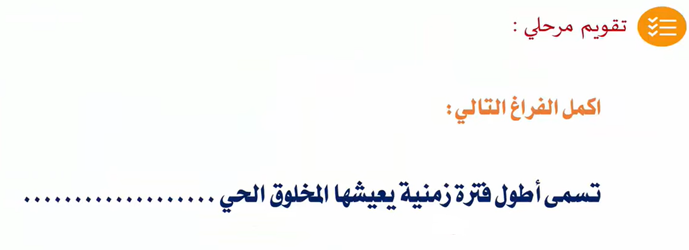 تقويم مرحلي :
اكمل الفراغ التالي:
تسمى أطول فترة زمنية يعيشها المخلوق الحي ...................